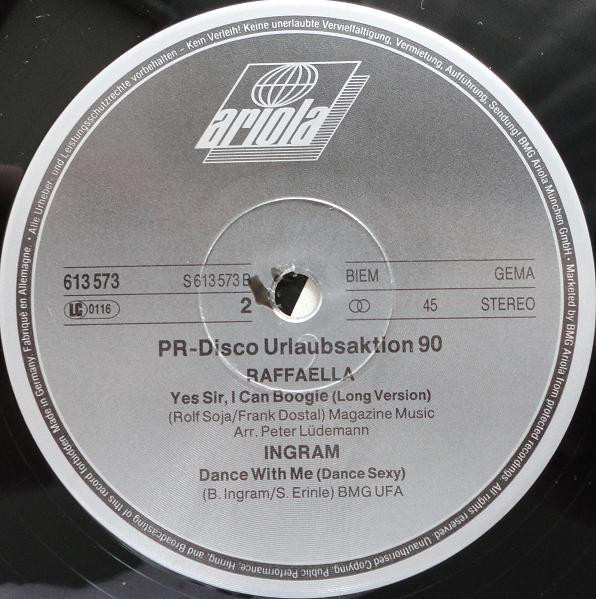 Made in Germany. Fabriqué en Allemagne. • Alle Urheber- und Leistungsschutzrechte vorbehalten – Kein Verleih! Keine unerlaubte Vervielfältigung, Vermietung, Aufführung, Sendung! BMG Ariola München GmbH • Marketed by BMG Ariola from protected recordings. All rights reserved. Unauthorised Copying, Public Performance, Hiring, and Broadcasting of this record forbidden.
ariola
613 573 S 613 573 B BIEM GEMA
LC 0116 2 45 STEREO
PR-Disco Urlaubsaktion 90
RAFFAELLA
Yes Sir, I Can Boogie (Long Version)
(Rolf Soja/Frank Dostal) Magazine Music
Arr. Peter Lüdemann
INGRAM
Dance With Me (Dance Sexy)
(B. Ingram/S. Erinle) BMG UFA